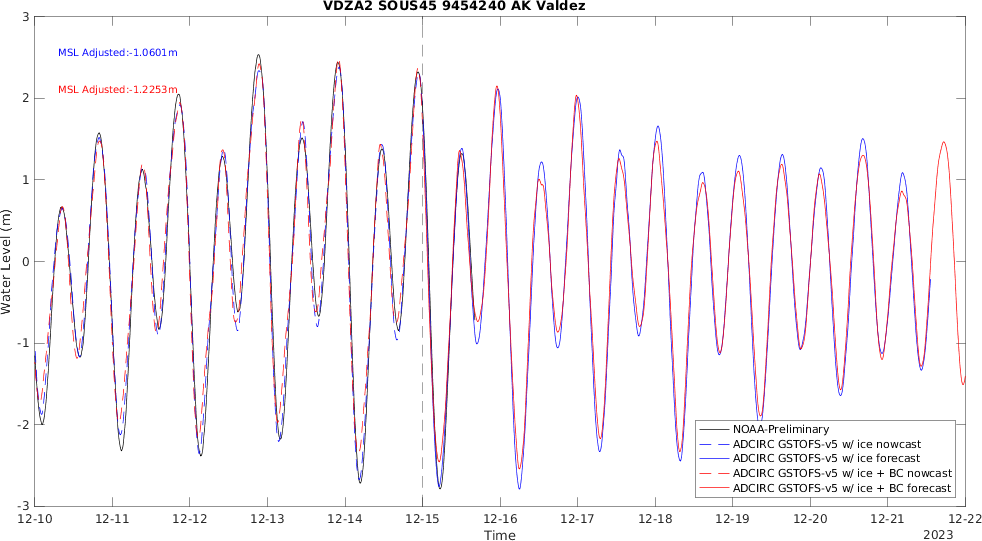 VDZA2 SOUS45 9454240 AK Valdez
3
2
1
0
-1
-2
-3
Water Level (m)
MSL Adjusted:-1.0601m
MSL Adjusted:-1.2253m
NOAA-Preliminary
ADCIRC GSTOFS-v5 w/ ice nowcast
ADCIRC GSTOFS-v5 w/ ice forecast
ADCIRC GSTOFS-v5 w/ ice + BC nowcast
ADCIRC GSTOFS-v5 w/ ice + BC forecast
12-10 12-11 12-12 12-13 12-14 12-15 12-16 12-17 12-18 12-19 12-20 12-21 12-22
Time
2023